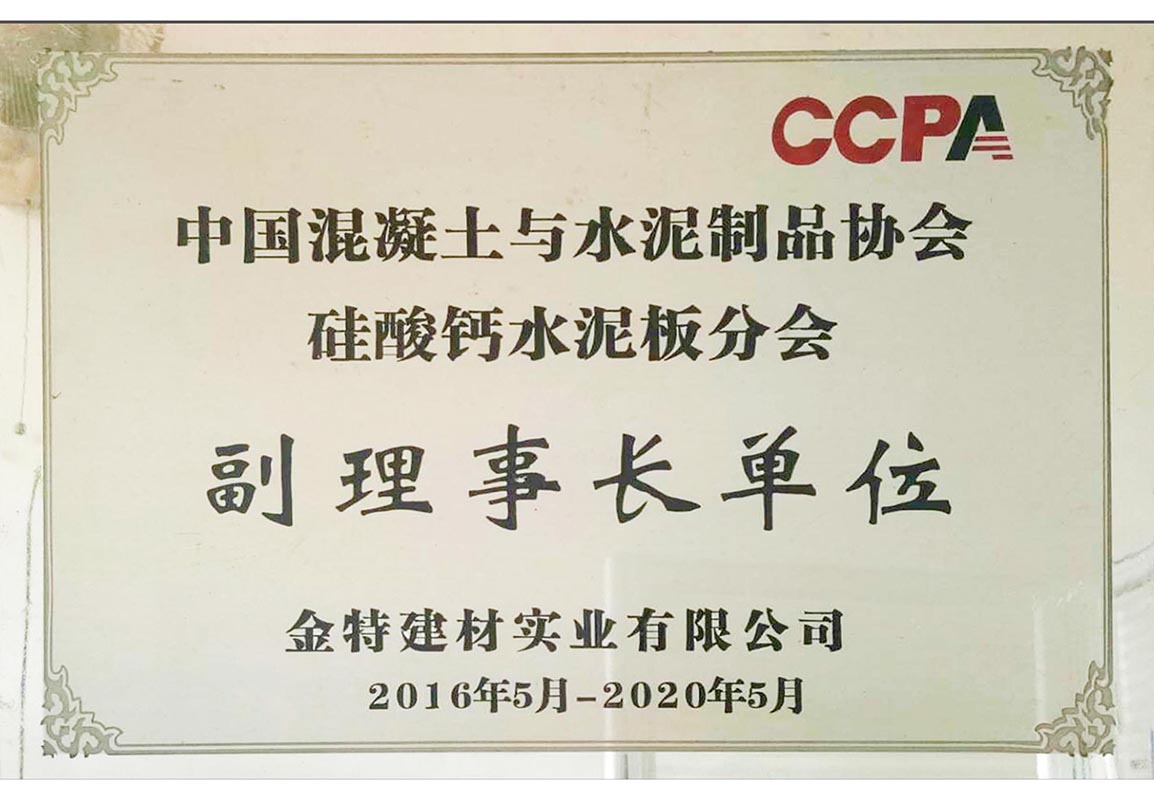 CCPA
中国混凝土与水泥制品协会
硅酸钙水泥板分会
副理事长单位
金特建材实业有限公司
2016年5月-2020年5月